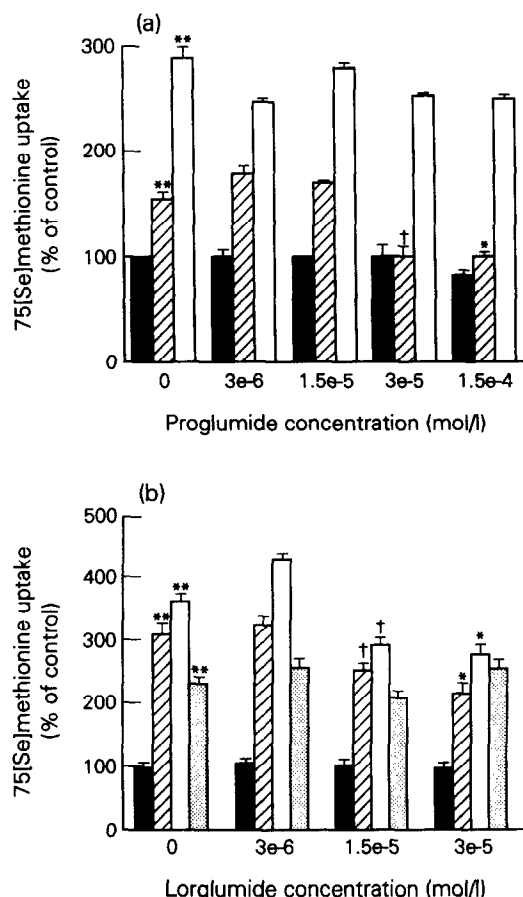 (a)
75[Se]methionine uptake
(% of control)
300
200
100
0
**
**
†
*
0 3e-6 1.5e-5 3e-5 1.5e-4
Proglumide concentration (mol/l)
(b)
75[Se]methionine uptake
(% of control)
500
400
300
200
100
0
**
**
**
†
†
*
*
0 3e-6 1.5e-5 3e-5
Lorglumide concentration (mol/l)